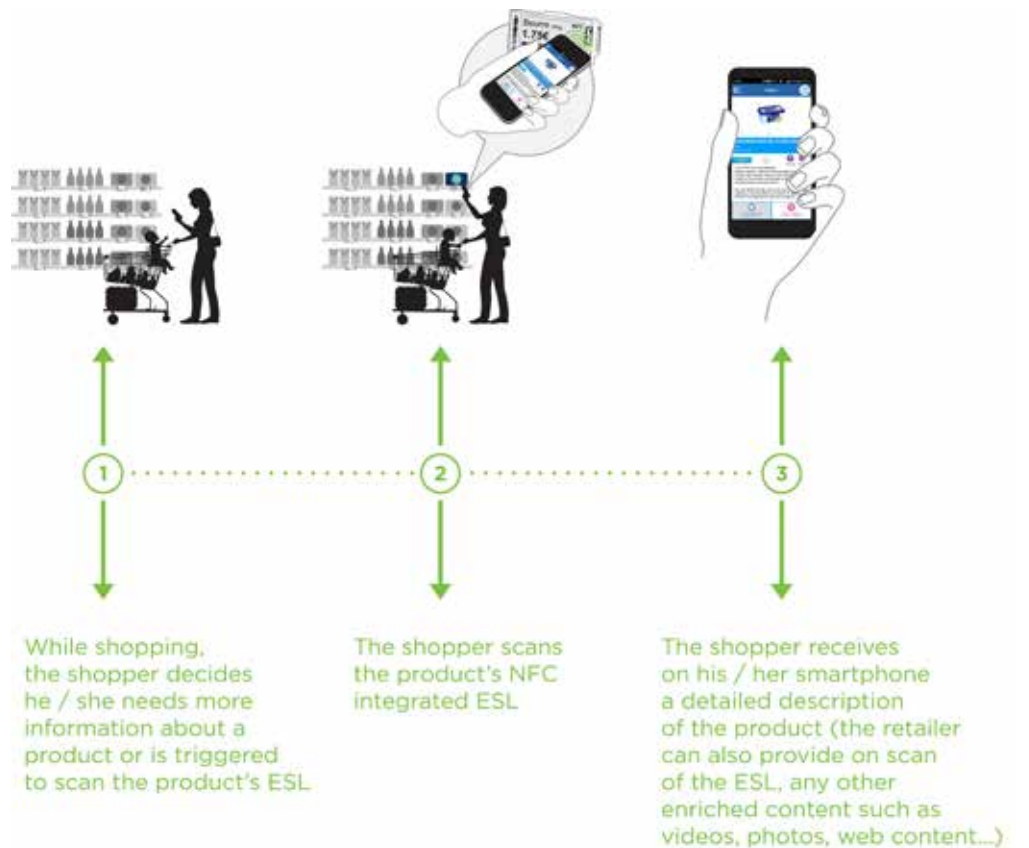 Beurre
1.75€
1
2
3
While shopping,
the shopper decides
he / she needs more
information about a
product or is triggered
to scan the product's ESL
The shopper scans
the product's NFC
integrated ESL
The shopper receives
on his / her smartphone
a detailed description
of the product (the retailer
can also provide on scan
of the ESL, any other
enriched content such as
videos, photos, web content...)